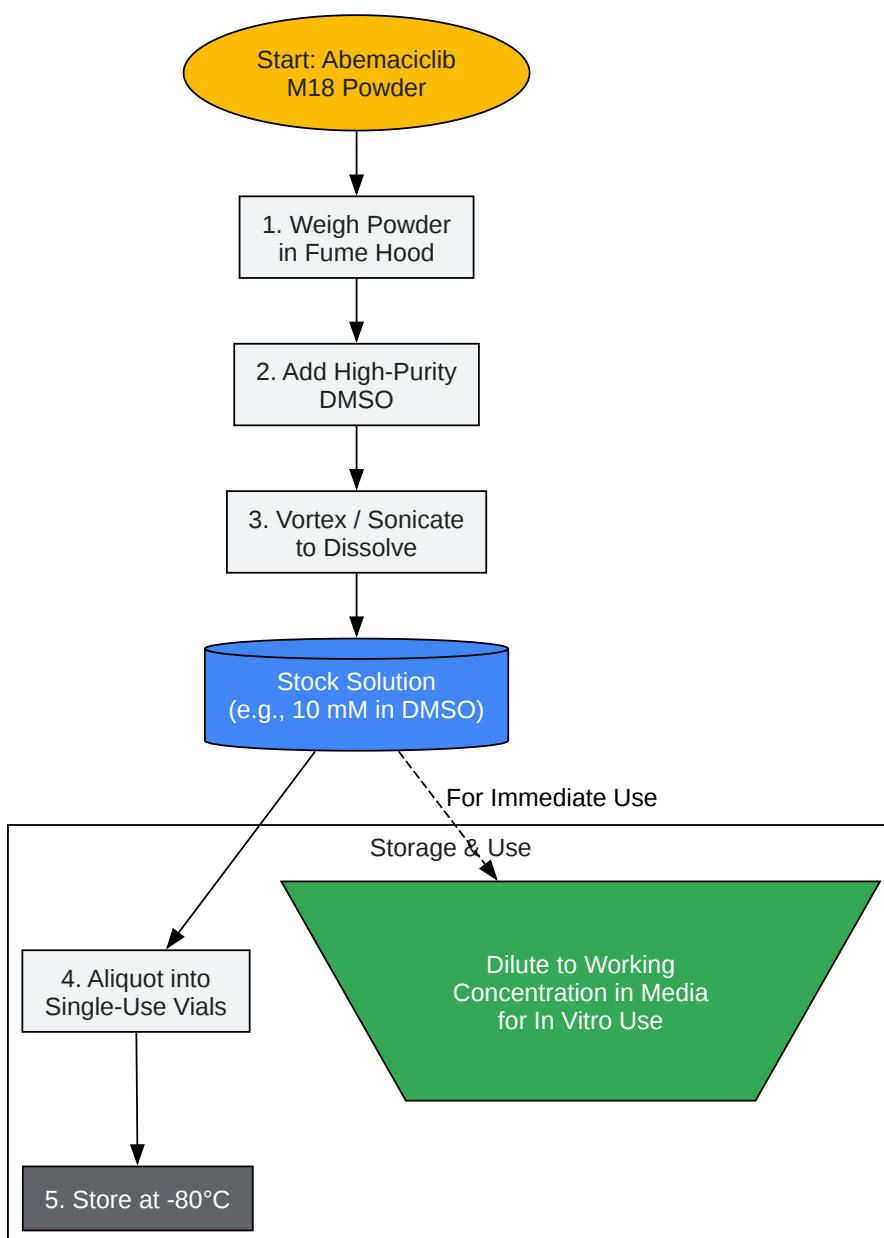 Start: Abemaciclib
M18 Powder
1. Weigh Powder
in Fume Hood
2. Add High-Purity
DMSO
3. Vortex / Sonicate
to Dissolve
Stock Solution
(e.g., 10 mM in DMSO)
For Immediate Use
Storage & Use
4. Aliquot into
Single-Use Vials
Dilute to Working
Concentration in Media
for In Vitro Use
5. Store at -80°C